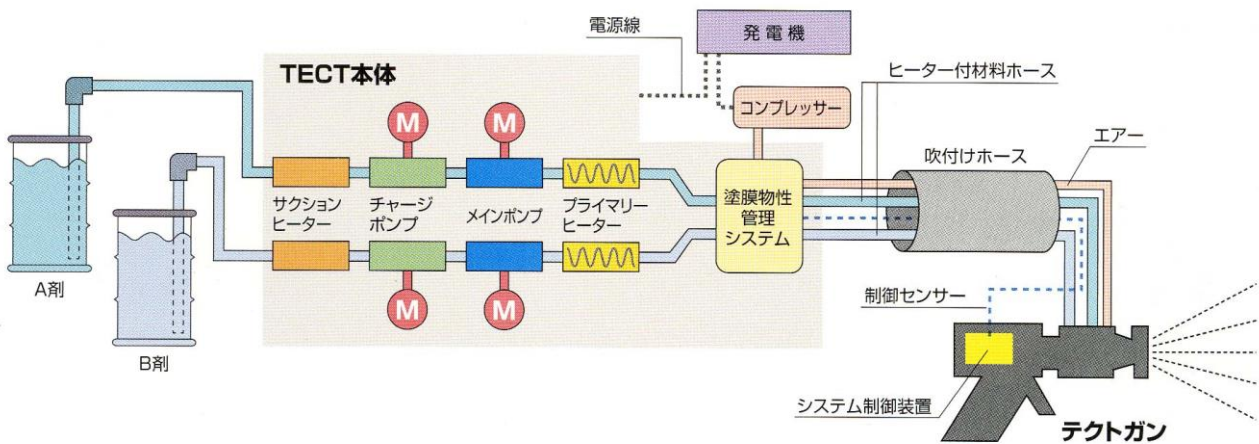 電源線
発電機
TECT本体
コンプレッサー
ヒーター付材料ホース
エアー
吹付けホース
M
M
サクション
ヒーター
チャージ
ポンプ
メインポンプ
プライマリー
ヒーター
塗膜物性
管理
システム
M
M
A剤
B剤
制御センサー
システム制御装置
テクトガン